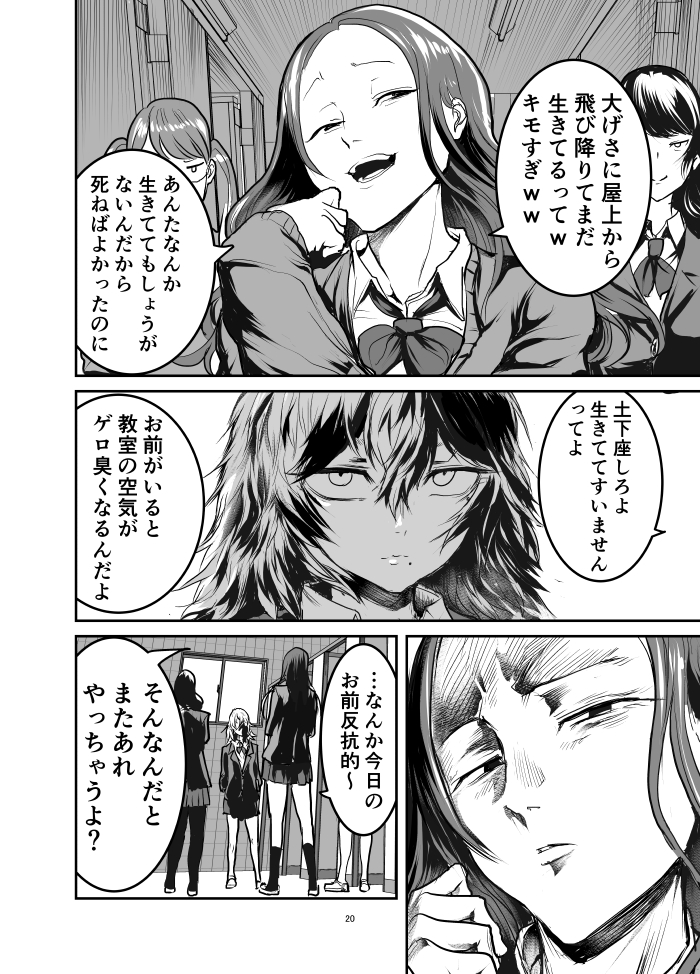 大げさに屋上から
飛び降りてまだ
生きてるってw
キモすぎww
あんたなんか
生きててもしょうが
ないんだから
死ねばよかったのに
土下座しろよ
生きててすいません
ってよ
お前がいると
教室の空気が
ゲロ臭くなるんだよ
…なんか今日の
お前反抗的〜
そんなんだと
またあれ
やっちゃうよ？
20